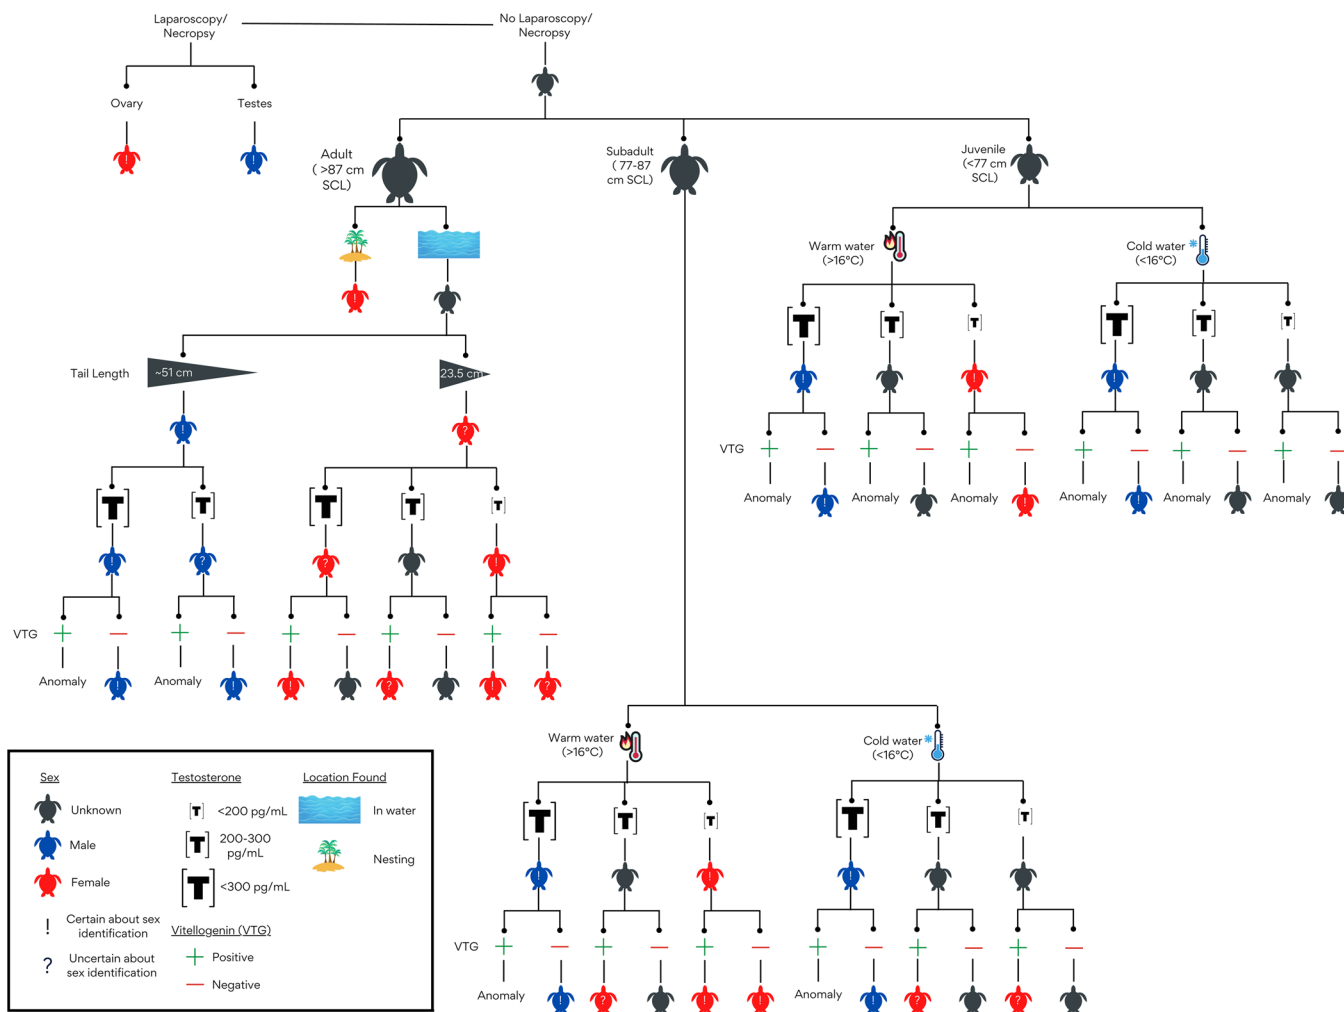 Laparoscopy/
Necropsy
No Laparoscopy/
Necropsy
Ovary
Testes
!
!
Adult
( >87 cm
SCL)
Subadult
( 77-87
cm SCL)
Juvenile
(<77 cm
SCL)
Warm water
(>16°C)
Cold water
(<16°C)
!
Tail Length
~51 cm
23.5 cm
[T]
[T]
[T]
[T]
[T]
[T]
!
!
!
!
?
VTG
+
−
+
−
+
−
+
−
+
−
+
−
Anomaly
!
Anomaly
Anomaly
!
Anomaly
!
Anomaly
Anomaly
[T]
[T]
[T]
[T]
[T]
!
?
?
!
VTG
+
−
+
−
+
−
+
−
+
−
Anomaly
!
Anomaly
!
!
?
!
?
Warm water
(>16°C)
Cold water
(<16°C)
[T]
[T]
[T]
[T]
[T]
[T]
!
!
!
VTG
+
−
+
−
+
−
+
−
+
−
+
−
Anomaly
!
?
!
!
Anomaly
!
?
?
Sex
Testosterone
Location Found
Unknown
[T]
<200 pg/mL
In water
Male
[T]
200-300
pg/mL
Nesting
Female
[T]
<300 pg/mL
!
Certain about sex
identification
Vitellogenin (VTG)
+
Positive
?
Uncertain about
sex identification
−
Negative